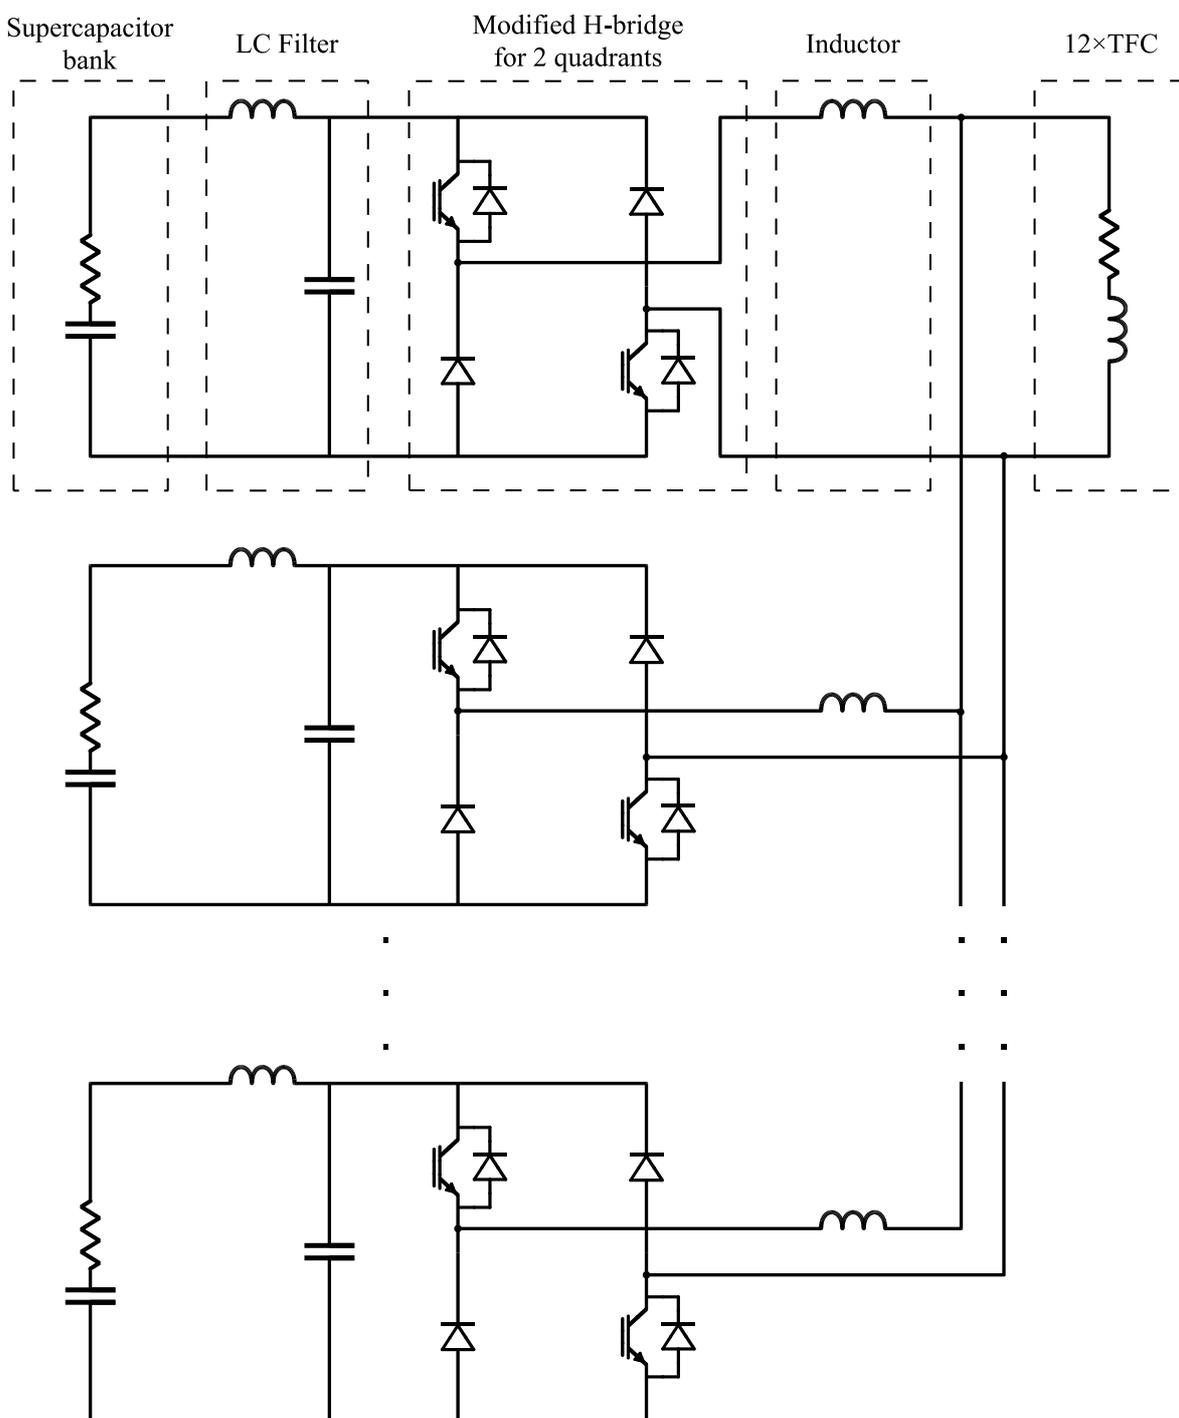 Supercapacitor
bank
LC Filter
Modified H-bridge
for 2 quadrants
Inductor
12×TFC